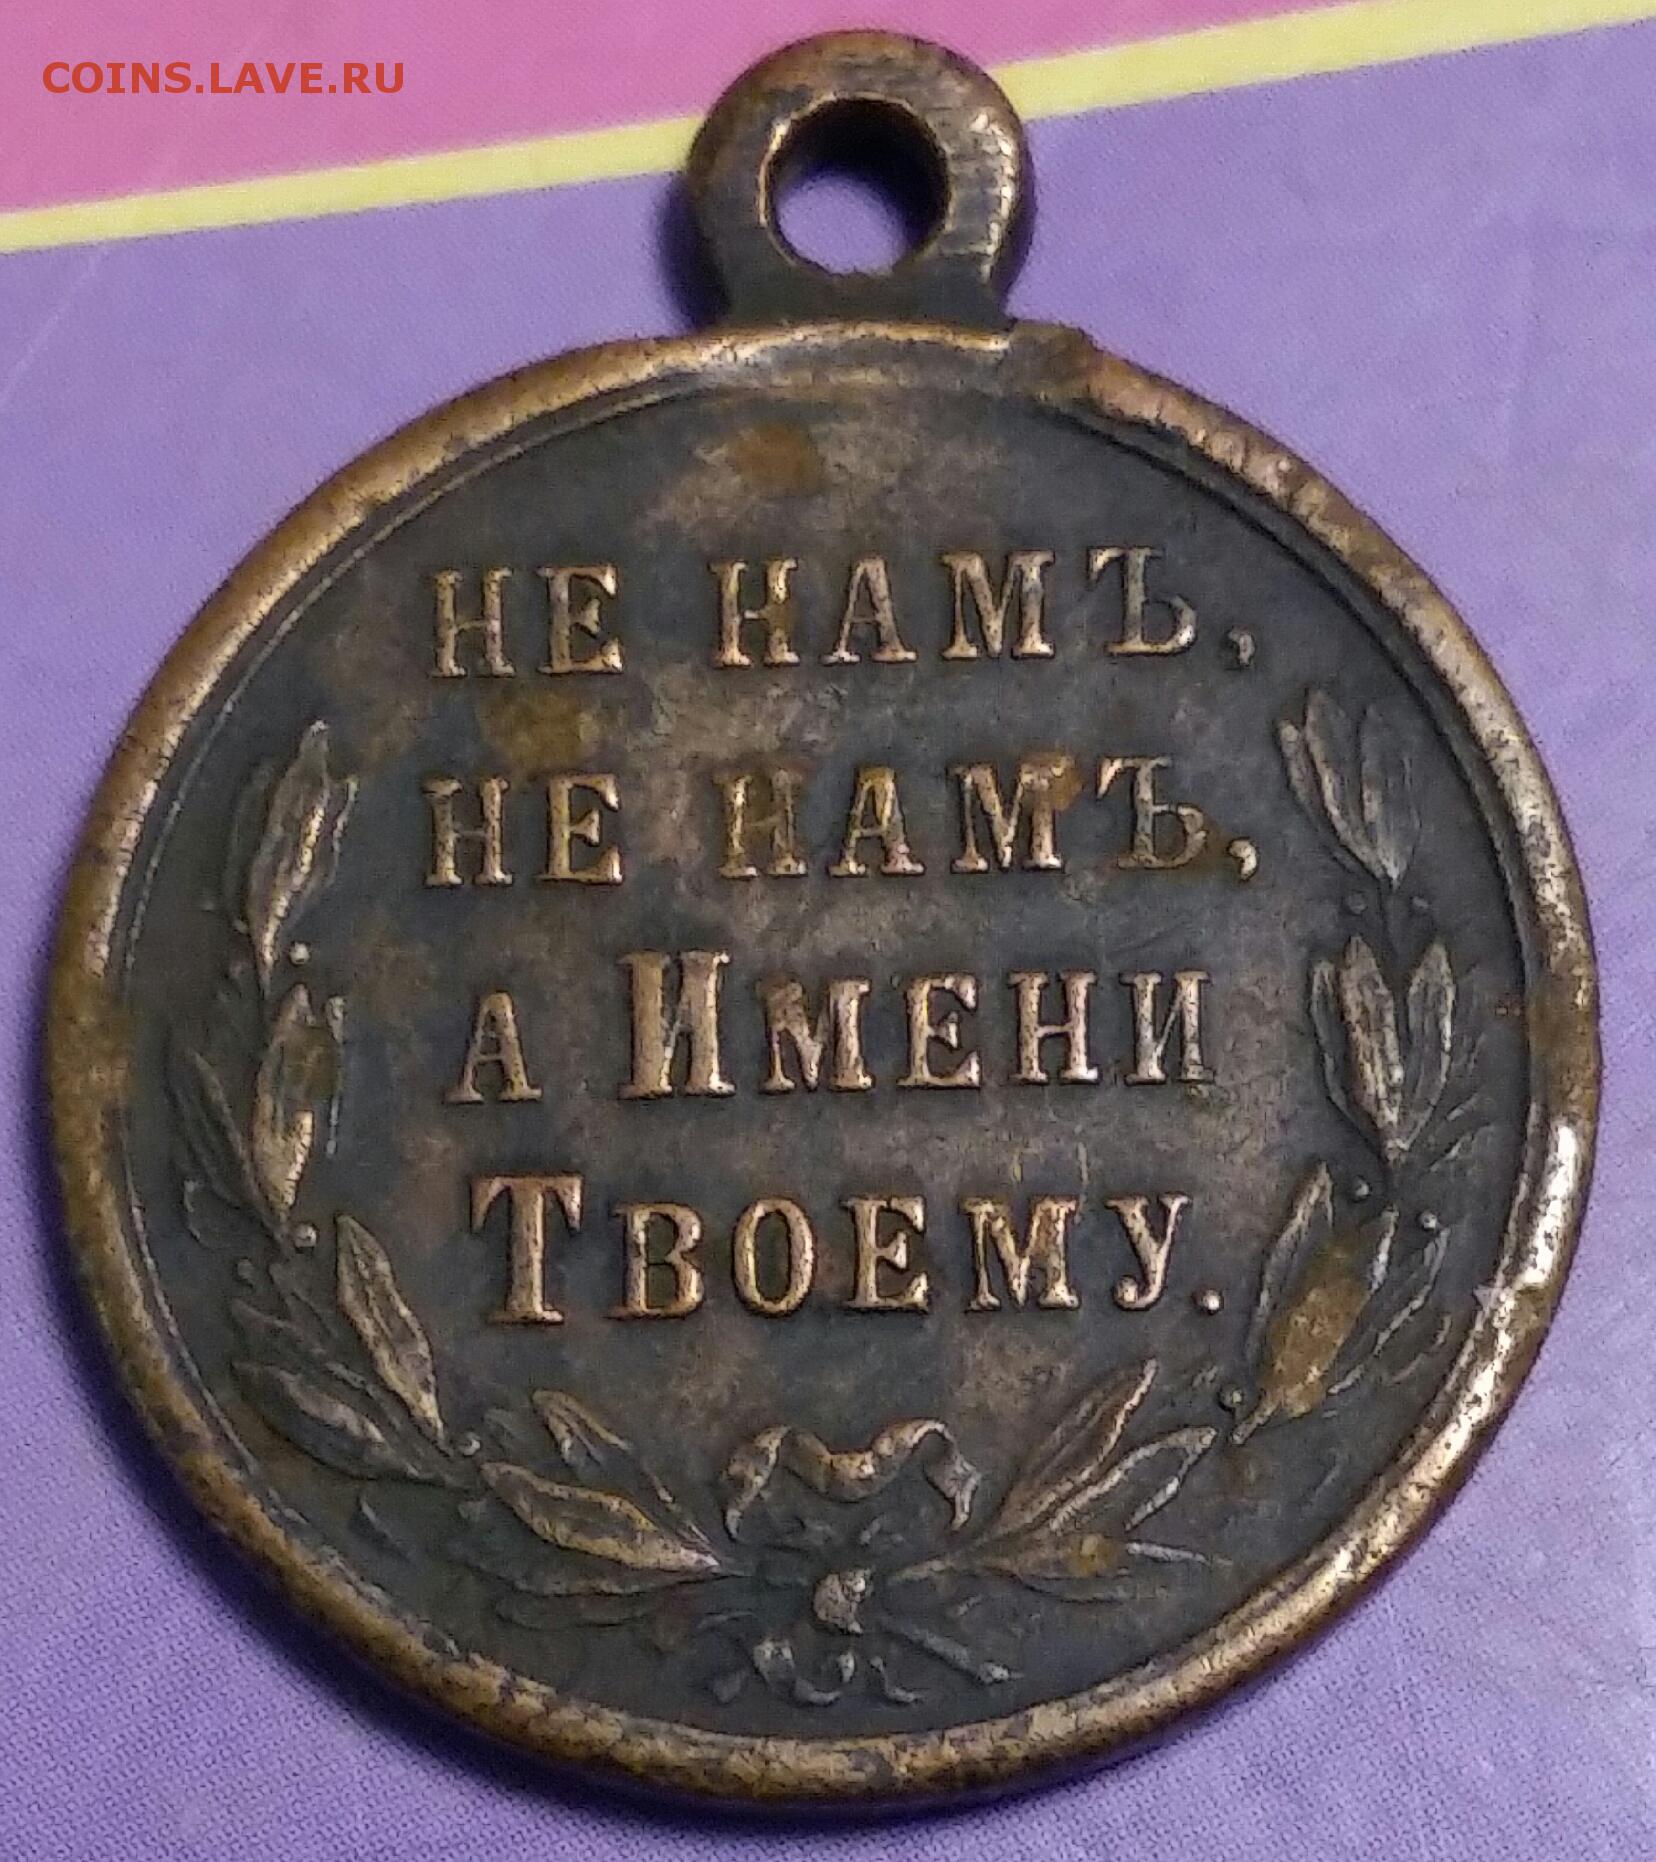 COINS.LAVE.RU
НЕ НАМЪ,
НЕ НАМЪ,
А ИМЕНИ
ТВОЕМУ.